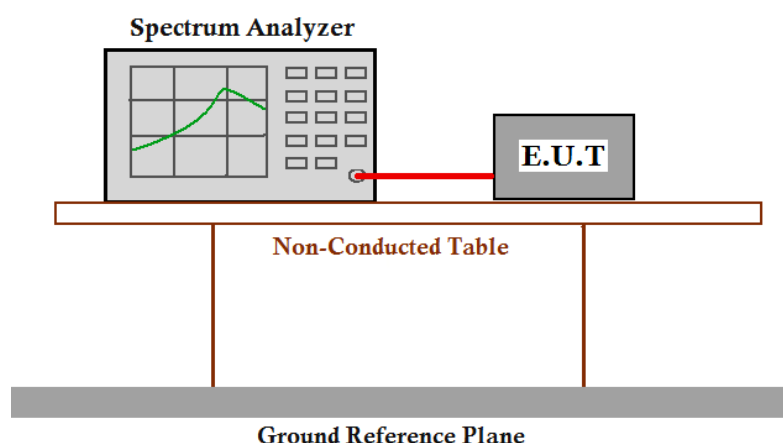 Spectrum Analyzer
E.U.T
Non-Conducted Table
Ground Reference Plane